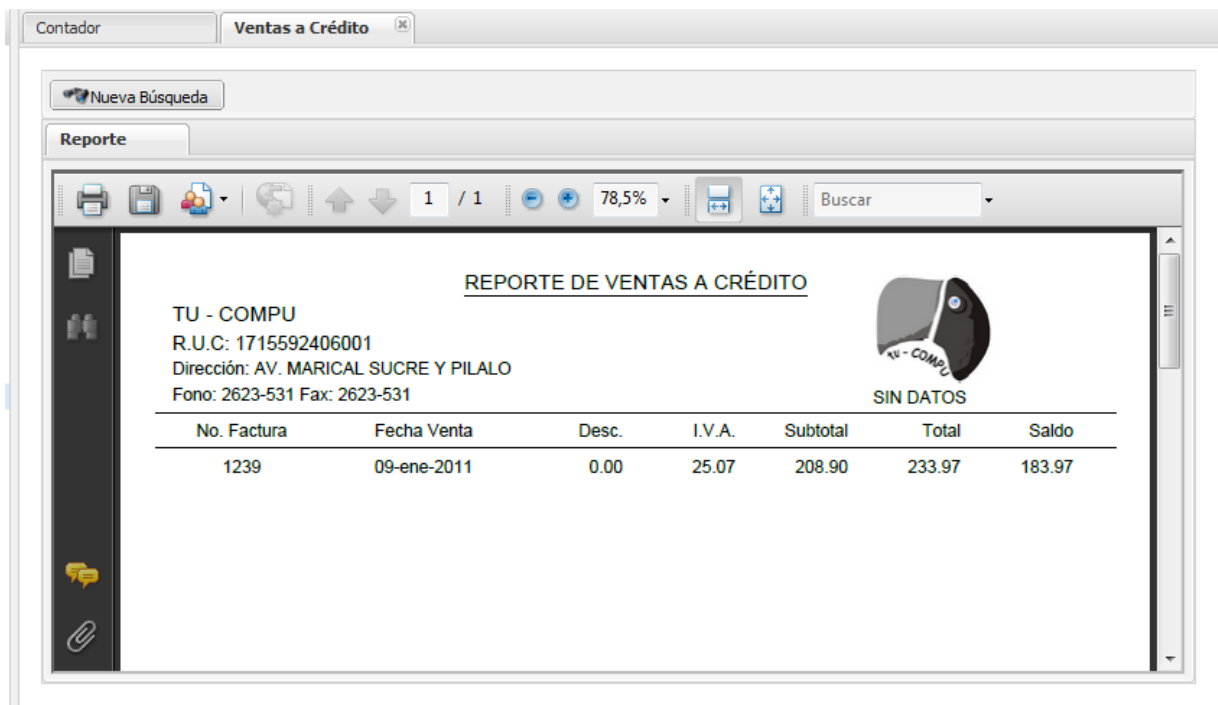 Contador Ventas a Crédito
Nueva Búsqueda
Reporte
1 / 1 78,5% Buscar
REPORTE DE VENTAS A CRÉDITO
TU - COMPU
R.U.C: 1715592406001
Dirección: AV. MARICAL SUCRE Y PILALO
Fono: 2623-531 Fax: 2623-531
TU - COMPU
SIN DATOS
No. Factura Fecha Venta Desc. I.V.A. Subtotal Total Saldo
1239 09-ene-2011 0.00 25.07 208.90 233.97 183.97